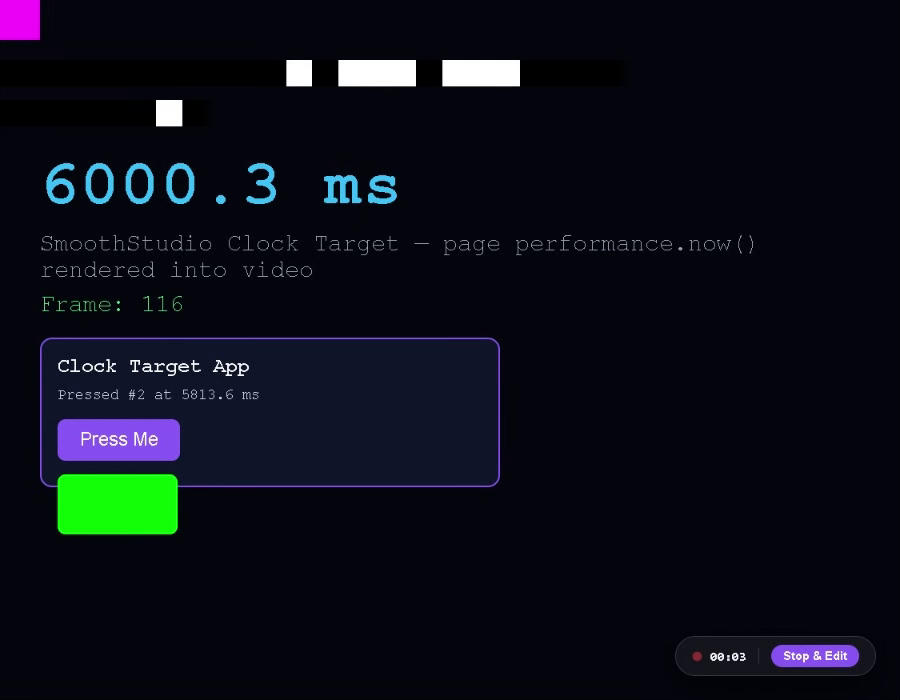 6000.3 ms
SmoothStudio Clock Target — page performance.now()
rendered into video
Frame: 116
Clock Target App
Pressed #2 at 5813.6 ms
Press Me
00:03
Stop & Edit